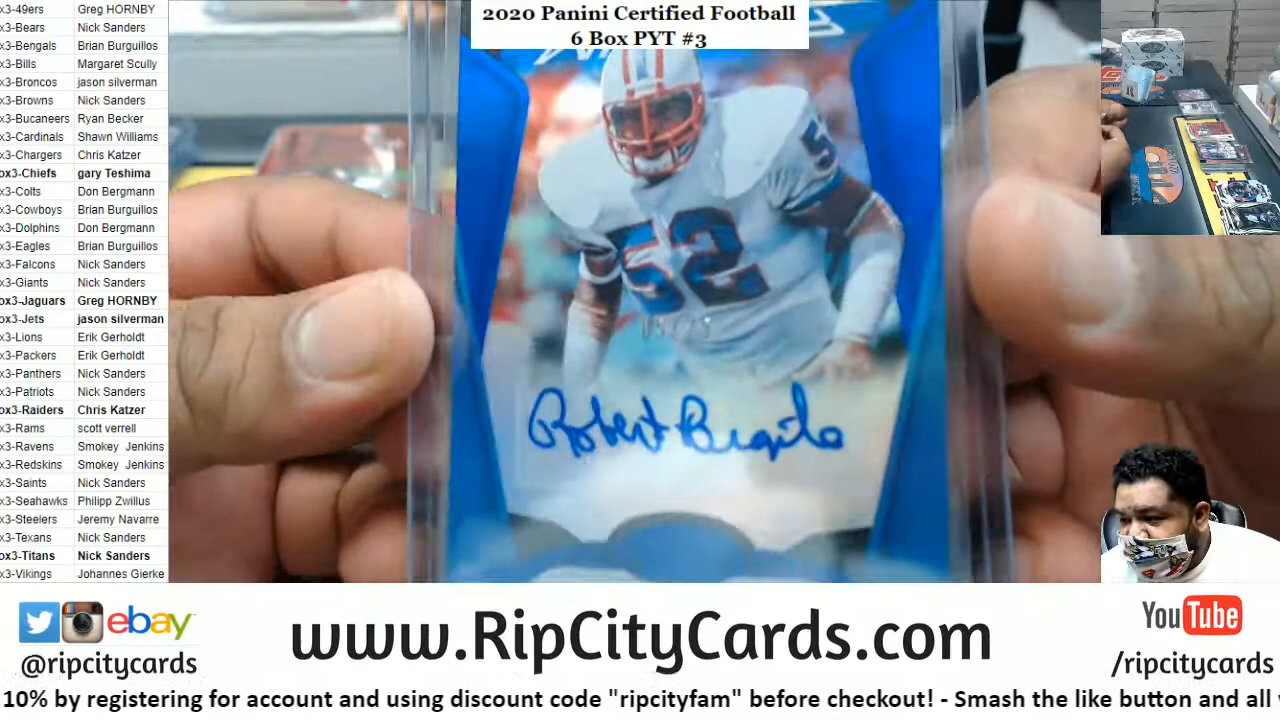 2020 Panini Certified Football
6 Box PYT #3
x3-49ers Greg HORNBY
x3-Bears Nick Sanders
x3-Bengals Brian Burguillos
x3-Bills Margaret Scully
x3-Broncos jason silverman
x3-Browns Nick Sanders
x3-Bucaneers Ryan Becker
x3-Cardinals Shawn Williams
x3-Chargers Chris Katzer
ox3-Chiefs gary Teshima
x3-Colts Don Bergmann
x3-Cowboys Brian Burguillos
x3-Dolphins Don Bergmann
x3-Eagles Brian Burguillos
x3-Falcons Nick Sanders
x3-Giants Nick Sanders
ox3-Jaguars Greg HORNBY
ox3-Jets jason silverman
x3-Lions Erik Gerholdt
x3-Packers Erik Gerholdt
x3-Panthers Nick Sanders
x3-Patriots Nick Sanders
ox3-Raiders Chris Katzer
x3-Rams scott verrell
x3-Ravens Smokey Jenkins
x3-Redskins Smokey Jenkins
x3-Saints Nick Sanders
x3-Seahawks Philipp Zwillus
x3-Steelers Jeremy Navarre
x3-Texans Nick Sanders
ox3-Titans Nick Sanders
x3-Vikings Johannes Gierke
5
52
Robert Brazile
ebay
@ripcitycards
www.RipCityCards.com
YouTube
/ripcitycards
10% by registering for account and using discount code "ripcityfam" before checkout! - Smash the like button and all